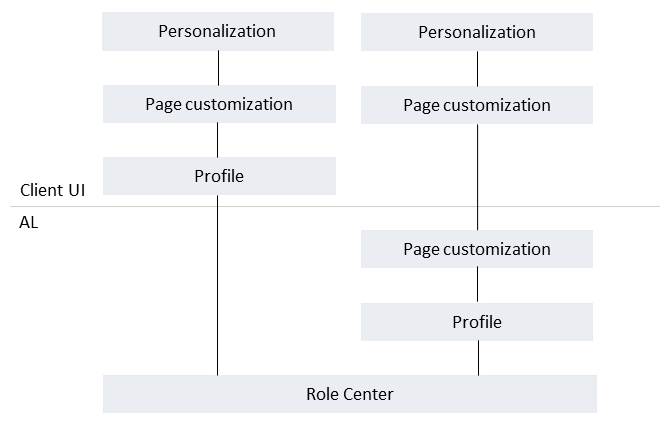 Personalization
Personalization
Page customization
Page customization
Profile
Client UI
AL
Page customization
Profile
Role Center